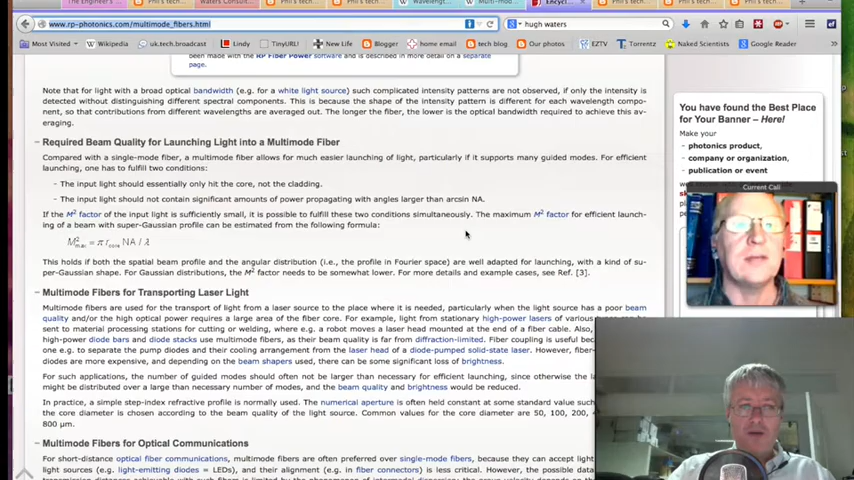 Phil's tec
Waters Consult
Phil's tech
Phil's tech
Wavelengt
Multi-mod
Encyc
Phil's tech
Phil's tech
Phil's tech
www.rp-photonics.com/multimode_fibers.html
hugh waters
Most Visited
Wikipedia
uk.tech.broadcast
Lindy
TinyURL!
New Life
Blogger
home email
tech blog
Our photos
EZTV
Torrentz
Naked Scientists
Google Reader
been made with the RP Fiber Power software and is described in more detail on a separate
page.
Note that for light with a broad optical bandwidth (e.g. for a white light source) such complicated intensity patterns are not observed, if only the intensity is
detected without distinguishing different spectral components. This is because the shape of the intensity pattern is different for each wavelength compo-
nent, so that contributions from different wavelengths are averaged out. The longer the fiber, the lower is the optical bandwidth required to achieve this av-
eraging.
Required Beam Quality for Launching Light into a Multimode Fiber
Compared with a single-mode fiber, a multimode fiber allows for much easier launching of light, particularly if it supports many guided modes. For efficient
launching, one has to fulfill two conditions:
- The input light should essentially only hit the core, not the cladding.
- The input light should not contain significant amounts of power propagating with angles larger than arcsin NA.
If the M² factor of the input light is sufficiently small, it is possible to fulfill these two conditions simultaneously. The maximum M² factor for efficient launch-
ing of a beam with super-Gaussian profile can be estimated from the following formula:
M²max = π rcore NA / λ
This holds if both the spatial beam profile and the angular distribution (i.e., the profile in Fourier space) are well adapted for launching, with a kind of su-
per-Gaussian shape. For Gaussian distributions, the M² factor needs to be somewhat lower. For more details and example cases, see Ref. [3].
Multimode Fibers for Transporting Laser Light
Multimode fibers are used for the transport of light from a laser source to the place where it is needed, particularly when the light source has a poor beam
quality and/or the high optical power requires a large area of the fiber core. For example, light from stationary high-power lasers of various
sent to material processing stations for cutting or welding, where e.g. a robot moves a laser head mounted at the end of a fiber cable. Also,
high-power diode bars and diode stacks use multimode fibers, as their beam quality is far from diffraction-limited. Fiber coupling is useful
e.g. to separate the pump diodes and their cooling arrangement from the laser head of a diode-pumped solid-state laser. However, fiber-
diodes are more expensive, and depending on the beam shapers used, there can be some significant loss of brightness.
For such applications, the number of guided modes should often not be larger than necessary for efficient launching, since otherwise the
might be distributed over a large than necessary number of modes, and the beam quality and brightness would be reduced.
In practice, a simple step-index refractive profile is normally used. The numerical aperture is often held constant at some standard value
the core diameter is chosen according to the beam quality of the light source. Common values for the core diameter are 50, 100, 200,
800 μm.
Multimode Fibers for Optical Communications
For short-distance optical fiber communications, multimode fibers are often preferred over single-mode fibers, because they can accept
light sources (e.g. light-emitting diodes = LEDs), and their alignment (e.g. in fiber connectors) is less critical. However, the possible
You have found the Best Place
for Your Banner – Here!
Make your
• photonics product,
• company or organization,
• publication or event
Current Call